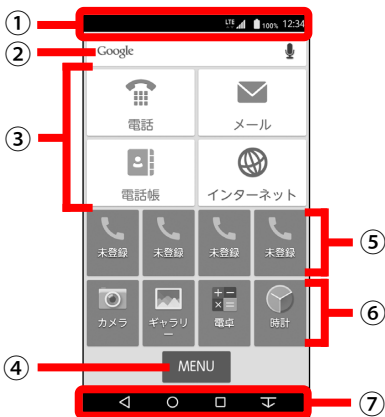 ①
LTE 100% 12:34
②
Google
③
電話
メール
電話帳
インターネット
未登録
未登録
未登録
未登録
⑤
カメラ
ギャラリ
ー
電卓
時計
⑥
④
MENU
⑦